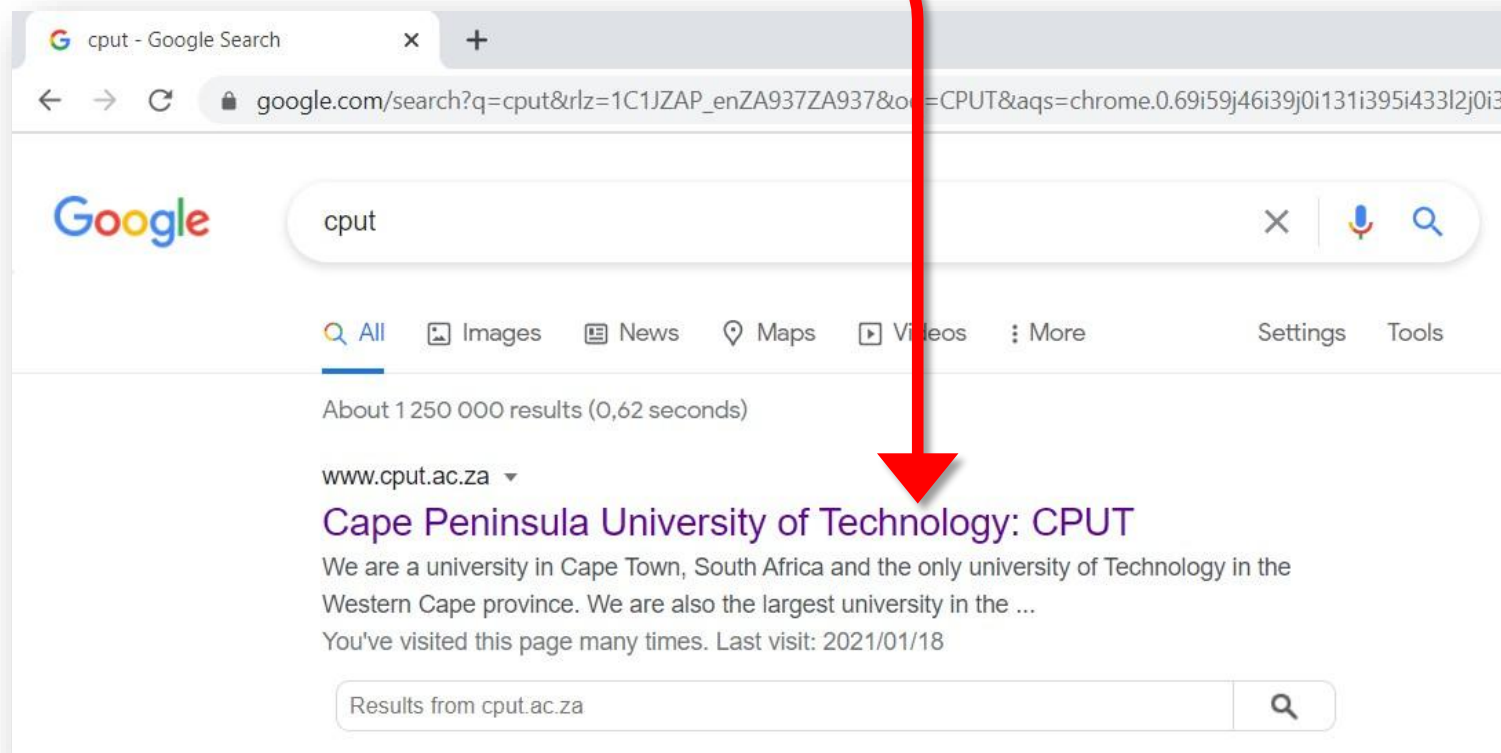 cput - Google Search
google.com/search?q=cput&rlz=1C1JZAP_enZA937ZA937&o =CPUT&aqs=chrome.0.69i59j46i39j0i131i395i433l2j0i3
Google
cput
All Images News Maps Videos More Settings Tools
About 1 250 000 results (0,62 seconds)
www.cput.ac.za
Cape Peninsula University of Technology: CPUT
We are a university in Cape Town, South Africa and the only university of Technology in the
Western Cape province. We are also the largest university in the ...
You've visited this page many times. Last visit: 2021/01/18
Results from cput.ac.za